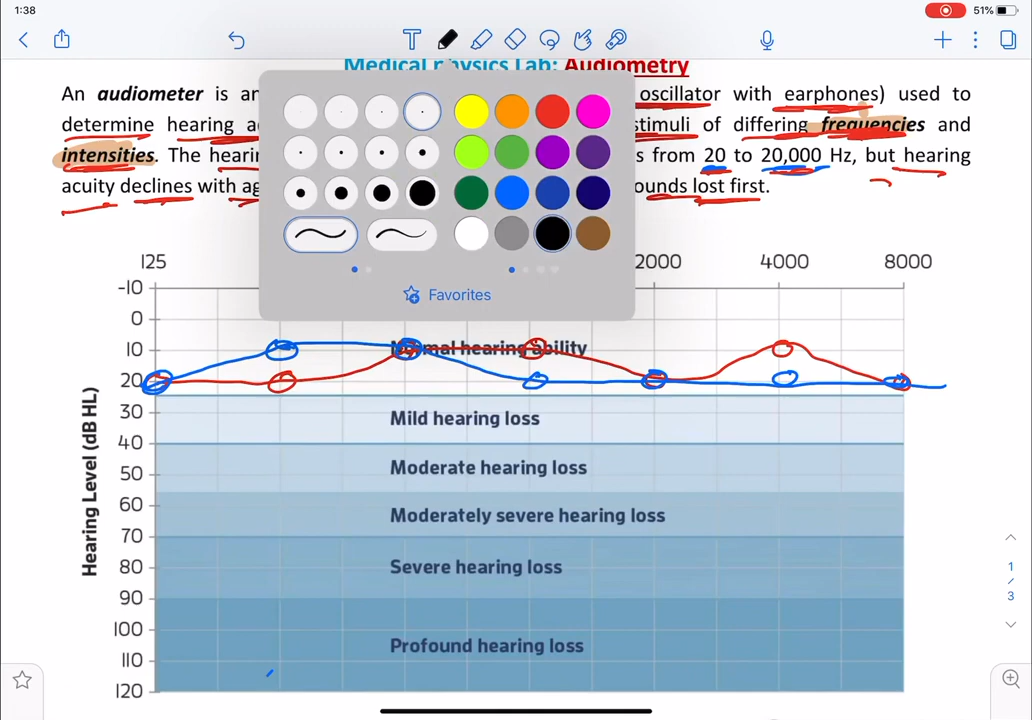 1:38
51%
T
Medical Physics Lab: Audiometry
An audiometer is an oscillator with earphones) used to
determine hearing stimuli of differing frequencies and
intensities. The s from 20 to 20,000 Hz, but hearing
acuity declines with ounds lost first.
125 2000 4000 8000
-10
0
10 Normal hearing ability
20
30 Mild hearing loss
40
50 Moderate hearing loss
60 Moderately severe hearing loss
70
80 Severe hearing loss
90
100
110 Profound hearing loss
120
Hearing Level (dB HL)
Favorites
1
/
3